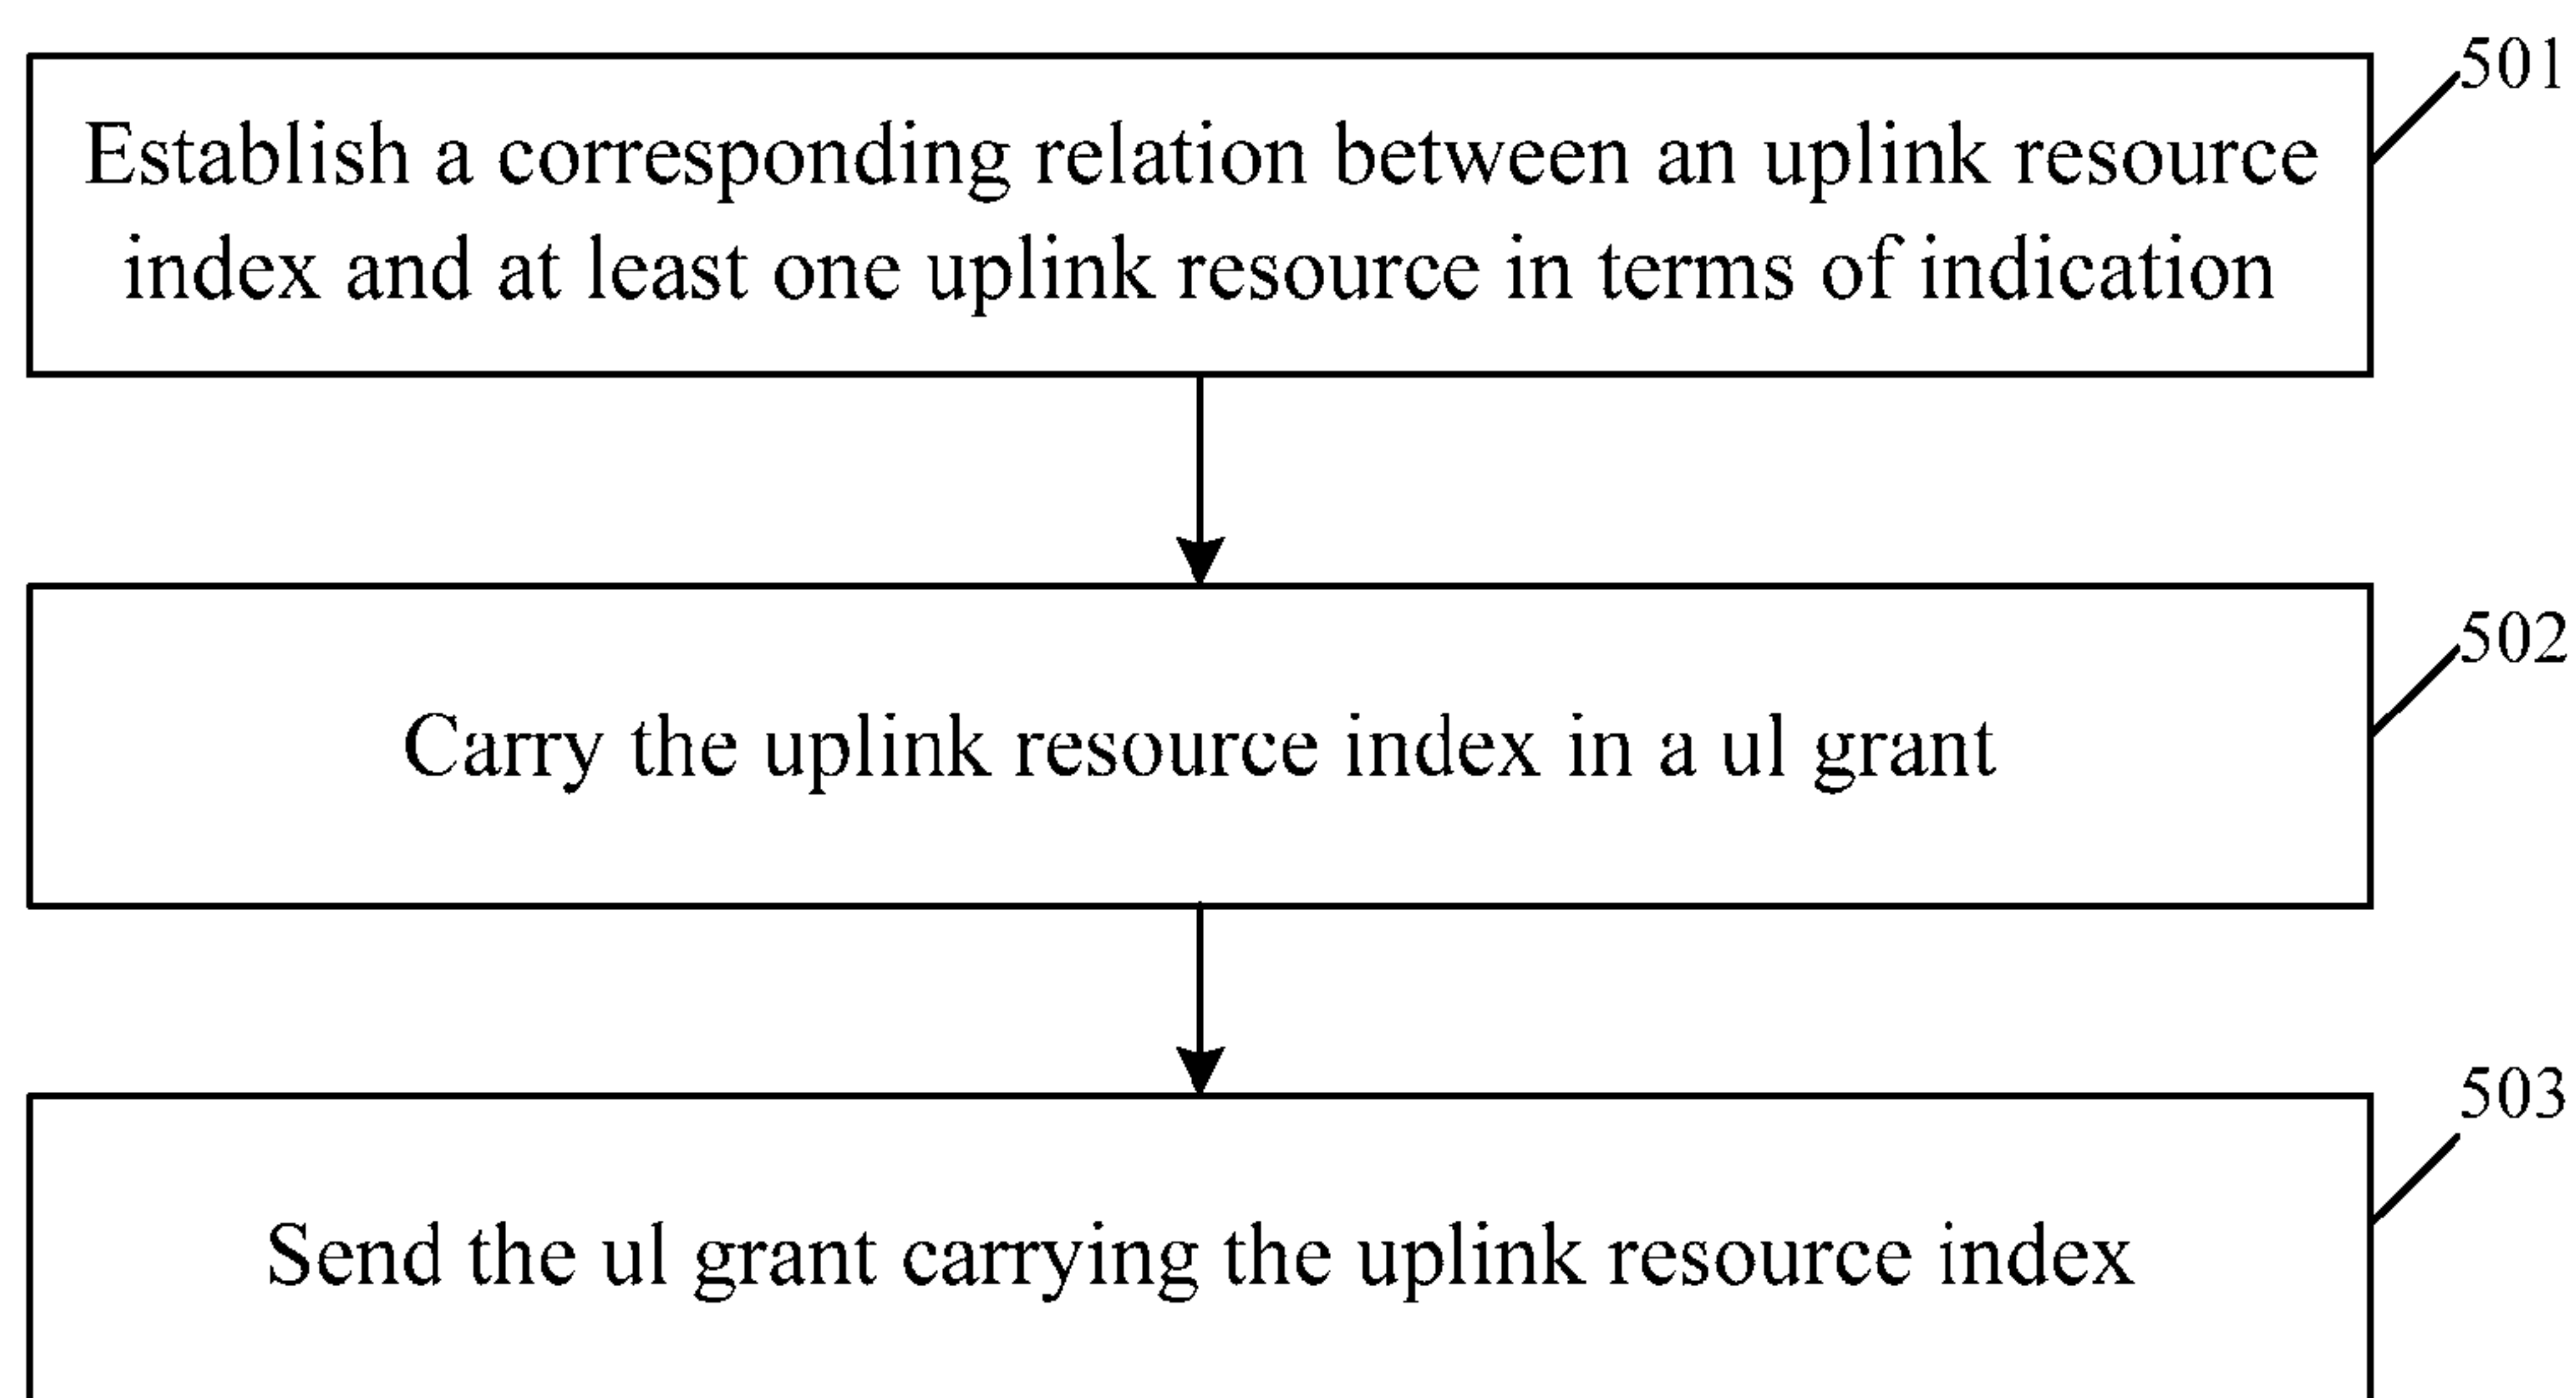 501
Establish a corresponding relation between an uplink resource
index and at least one uplink resource in terms of indication
502
Carry the uplink resource index in a ul grant
503
Send the ul grant carrying the uplink resource index